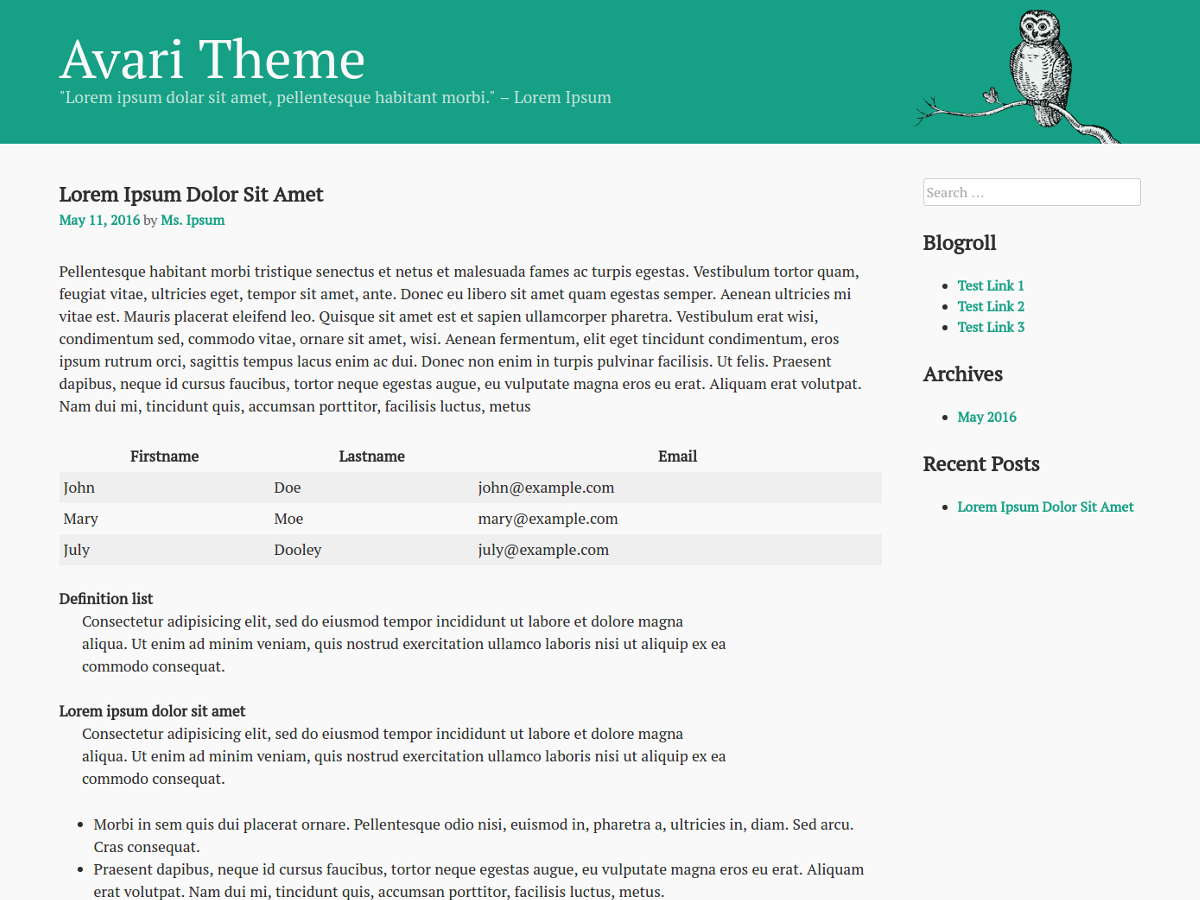 Avari Theme
"Lorem ipsum dolar sit amet, pellentesque habitant morbi." – Lorem Ipsum
Lorem Ipsum Dolor Sit Amet
May 11, 2016 by Ms. Ipsum
Pellentesque habitant morbi tristique senectus et netus et malesuada fames ac turpis egestas. Vestibulum tortor quam,
feugiat vitae, ultricies eget, tempor sit amet, ante. Donec eu libero sit amet quam egestas semper. Aenean ultricies mi
vitae est. Mauris placerat eleifend leo. Quisque sit amet est et sapien ullamcorper pharetra. Vestibulum erat wisi,
condimentum sed, commodo vitae, ornare sit amet, wisi. Aenean fermentum, elit eget tincidunt condimentum, eros
ipsum rutrum orci, sagittis tempus lacus enim ac dui. Donec non enim in turpis pulvinar facilisis. Ut felis. Praesent
dapibus, neque id cursus faucibus, tortor neque egestas augue, eu vulputate magna eros eu erat. Aliquam erat volutpat.
Nam dui mi, tincidunt quis, accumsan porttitor, facilisis luctus, metus
Firstname Lastname Email
John Doe john@example.com
Mary Moe mary@example.com
July Dooley july@example.com
Definition list
Consectetur adipisicing elit, sed do eiusmod tempor incididunt ut labore et dolore magna
aliqua. Ut enim ad minim veniam, quis nostrud exercitation ullamco laboris nisi ut aliquip ex ea
commodo consequat.
Lorem ipsum dolor sit amet
Consectetur adipisicing elit, sed do eiusmod tempor incididunt ut labore et dolore magna
aliqua. Ut enim ad minim veniam, quis nostrud exercitation ullamco laboris nisi ut aliquip ex ea
commodo consequat.
• Morbi in sem quis dui placerat ornare. Pellentesque odio nisi, euismod in, pharetra a, ultricies in, diam. Sed arcu.
Cras consequat.
• Praesent dapibus, neque id cursus faucibus, tortor neque egestas augue, eu vulputate magna eros eu erat. Aliquam
erat volutpat. Nam dui mi, tincidunt quis, accumsan porttitor, facilisis luctus, metus.
Search …
Blogroll
• Test Link 1
• Test Link 2
• Test Link 3
Archives
• May 2016
Recent Posts
• Lorem Ipsum Dolor Sit Amet